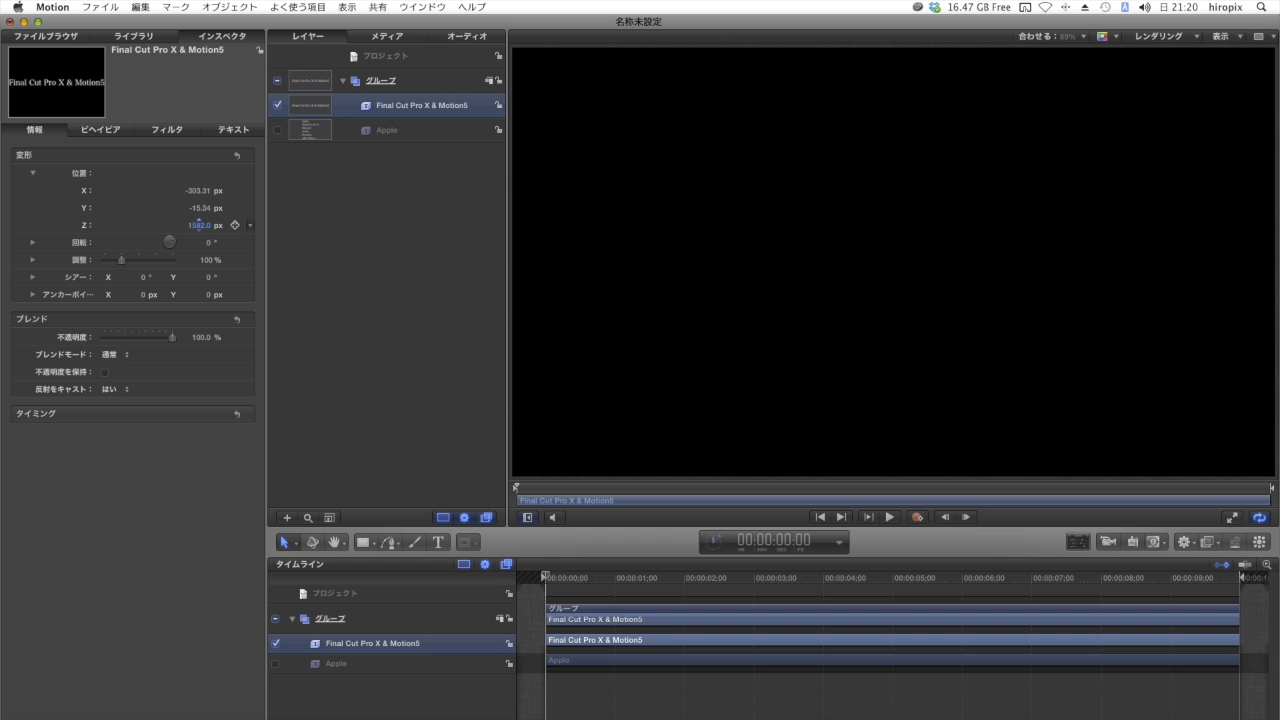 Motion ファイル 編集 マーク オブジェクト よく使う項目 表示 共有 ウインドウ ヘルプ 16.47 GB Free A 日 21:20 hiropix
名称未設定
ファイルブラウザ ライブラリ インスペクタ
Final Cut Pro X & Motion5
Final Cut Pro X & Motion5
情報 ビヘイビア フィルタ テキスト
変形
位置：
X： -303.31 px
Y： -15.34 px
Z： 1582.0 px
回転： 0 °
調整： 100 %
シアー： X 0 ° Y 0 °
アンカーポイ… X 0 px Y 0 px
ブレンド
不透明度： 100.0 %
ブレンドモード： 通常
不透明度を保持：
反射をキャスト： はい
タイミング
レイヤー メディア オーディオ
プロジェクト
グループ
Final Cut Pro X & Motion5
Apple
合わせる： 89% レンダリング 表示
Final Cut Pro X & Motion5
T 00:00:00:00
HR MIN SEC FR
タイムライン
00:00:00;00 00:00:01;00 00:00:02;00 00:00:03;00 00:00:04;00 00:00:05;00 00:00:06;00 00:00:07;00 00:00:08;00 00:00:09;00
プロジェクト
グループ
Final Cut Pro X & Motion5
Apple
グループ
Final Cut Pro X & Motion5
Final Cut Pro X & Motion5
Apple